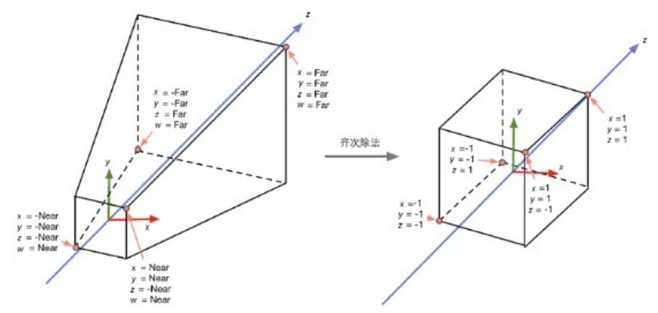 z
x = -Far
y = -Far
z = Far
w = Far
x = Far
y = Far
z = Far
w = Far
y
x
x = -Near
y = -Near
z = -Near
w = Near
x = Near
y = Near
z = -Near
w = Near
齐次除法
z
x =1
y = 1
z = 1
y
x =-1
y = -1
z = 1
x
x =1
y = 1
z = -1
x =-1
y = -1
z = -1